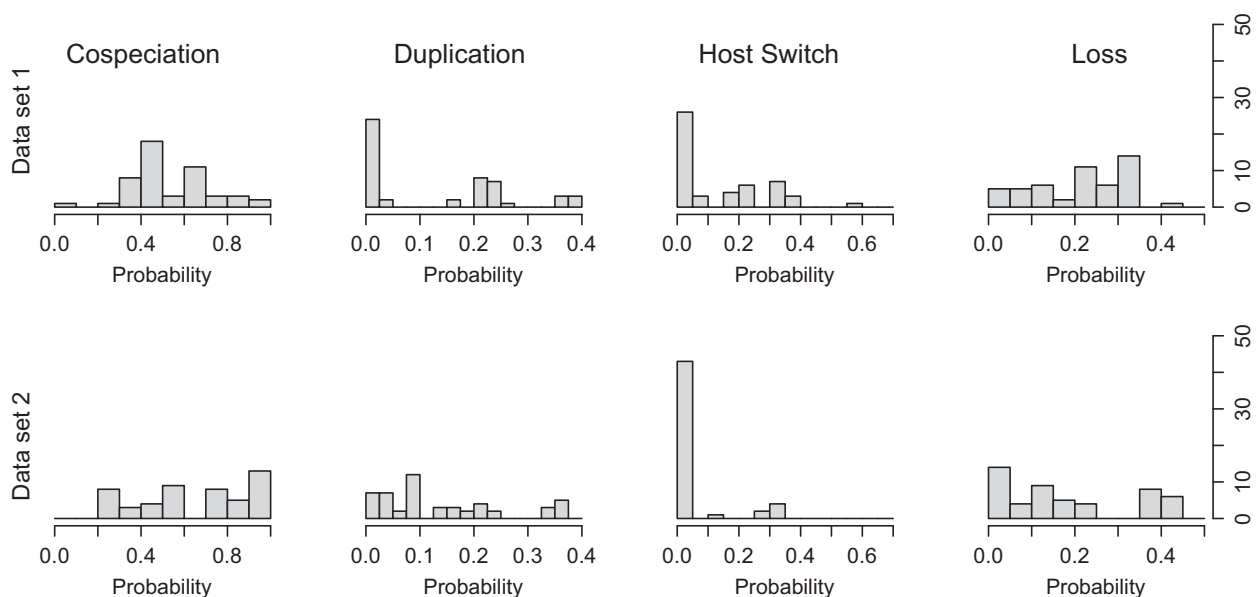 Cospeciation Duplication Host Switch Loss
Data set 1
0 10 30 50
0.0 0.4 0.8 0.0 0.1 0.2 0.3 0.4 0.0 0.2 0.4 0.6 0.0 0.2 0.4
Probability Probability Probability Probability
Data set 2
0 10 30 50
0.0 0.4 0.8 0.0 0.1 0.2 0.3 0.4 0.0 0.2 0.4 0.6 0.0 0.2 0.4
Probability Probability Probability Probability